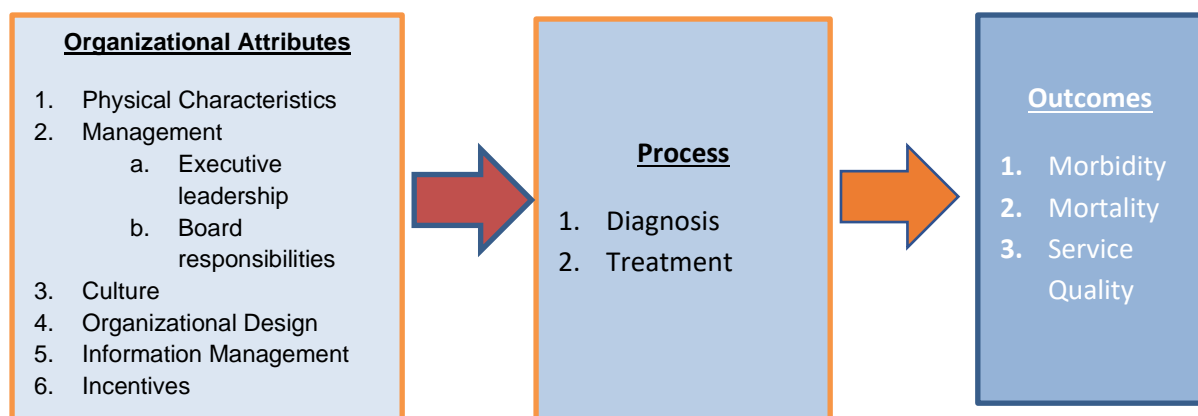 Organizational Attributes
1. Physical Characteristics
2. Management
a. Executive
leadership
b. Board
responsibilities
3. Culture
4. Organizational Design
5. Information Management
6. Incentives
Process
1. Diagnosis
2. Treatment
Outcomes
1. Morbidity
2. Mortality
3. Service
Quality